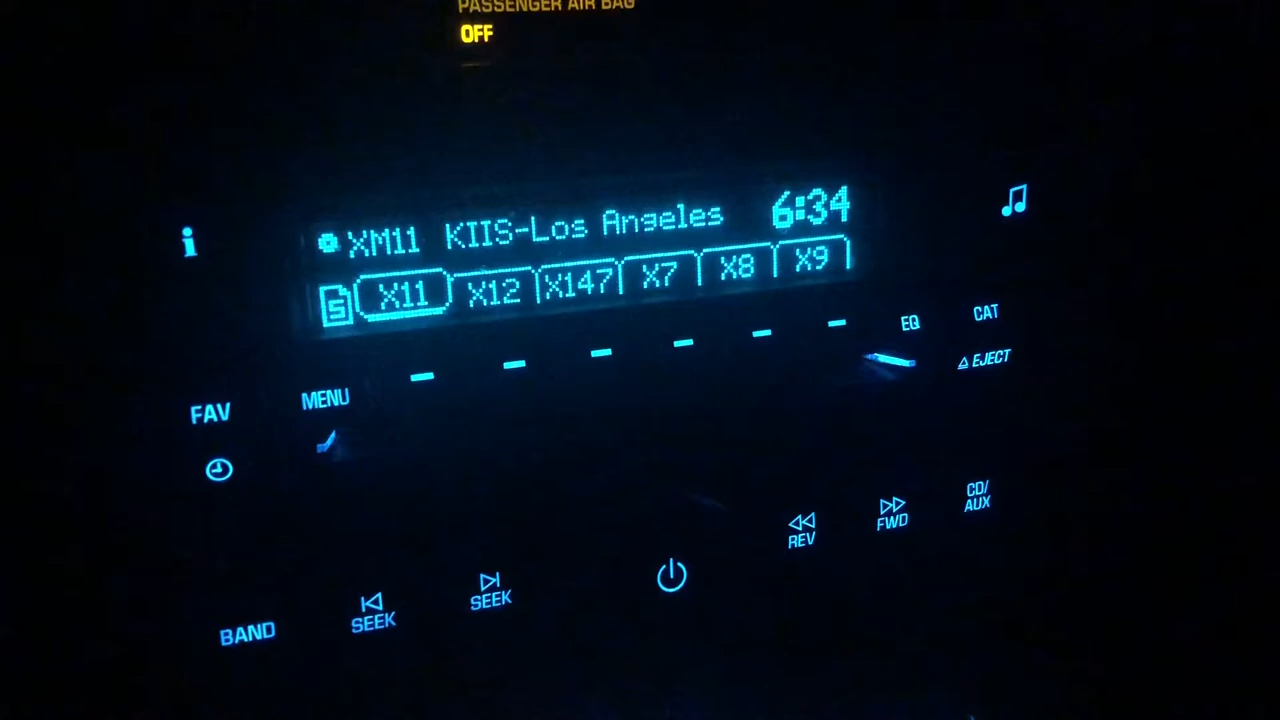 PASSENGER AIR BAG
OFF
XM11 KIIS-Los Angeles 6:34
5 X11 X12 X147 X7 X8 X9
EQ CAT
FAV MENU EJECT
REV FWD CD/
AUX
BAND SEEK SEEK